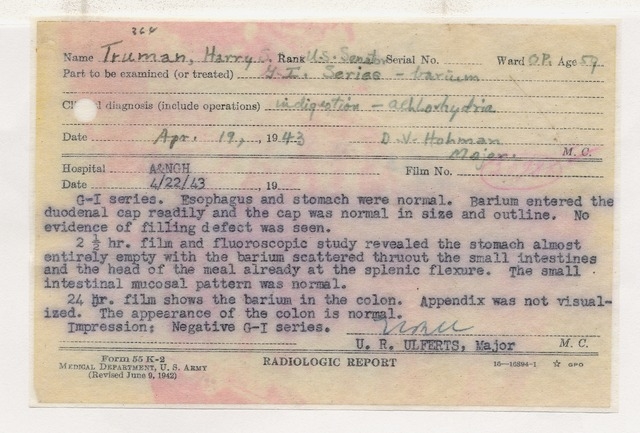 364
Name Truman, Harry S. Rank U.S. Senator Serial No. Ward O.P. Age 59
Part to be examined (or treated) G.I. Series - barium
Cl l diagnosis (include operations) indigestion - achlorhydria
Date Apr. 19, , 1943 D. V. Hohman
Major. M. C.
Hospital A&NGH Film No.
Date 4/22/43 , 19
G-I series. Esophagus and stomach were normal. Barium entered the
duodenal cap readily and the cap was normal in size and outline. No
evidence of filling defect was seen.
2 ½ hr. film and fluoroscopic study revealed the stomach almost
entirely empty with the barium scattered thruout the small intestines
and the head of the meal already at the splenic flexure. The small
intestinal mucosal pattern was normal.
24 hr. film shows the barium in the colon. Appendix was not visual-
ized. The appearance of the colon is normal.
Impression: Negative G-I series.
U. R. ULFERTS, Major M. C.
Form 55 K-2
MEDICAL DEPARTMENT, U. S. ARMY
(Revised June 9, 1942)
RADIOLOGIC REPORT
16—16894-1 ☆ GPO